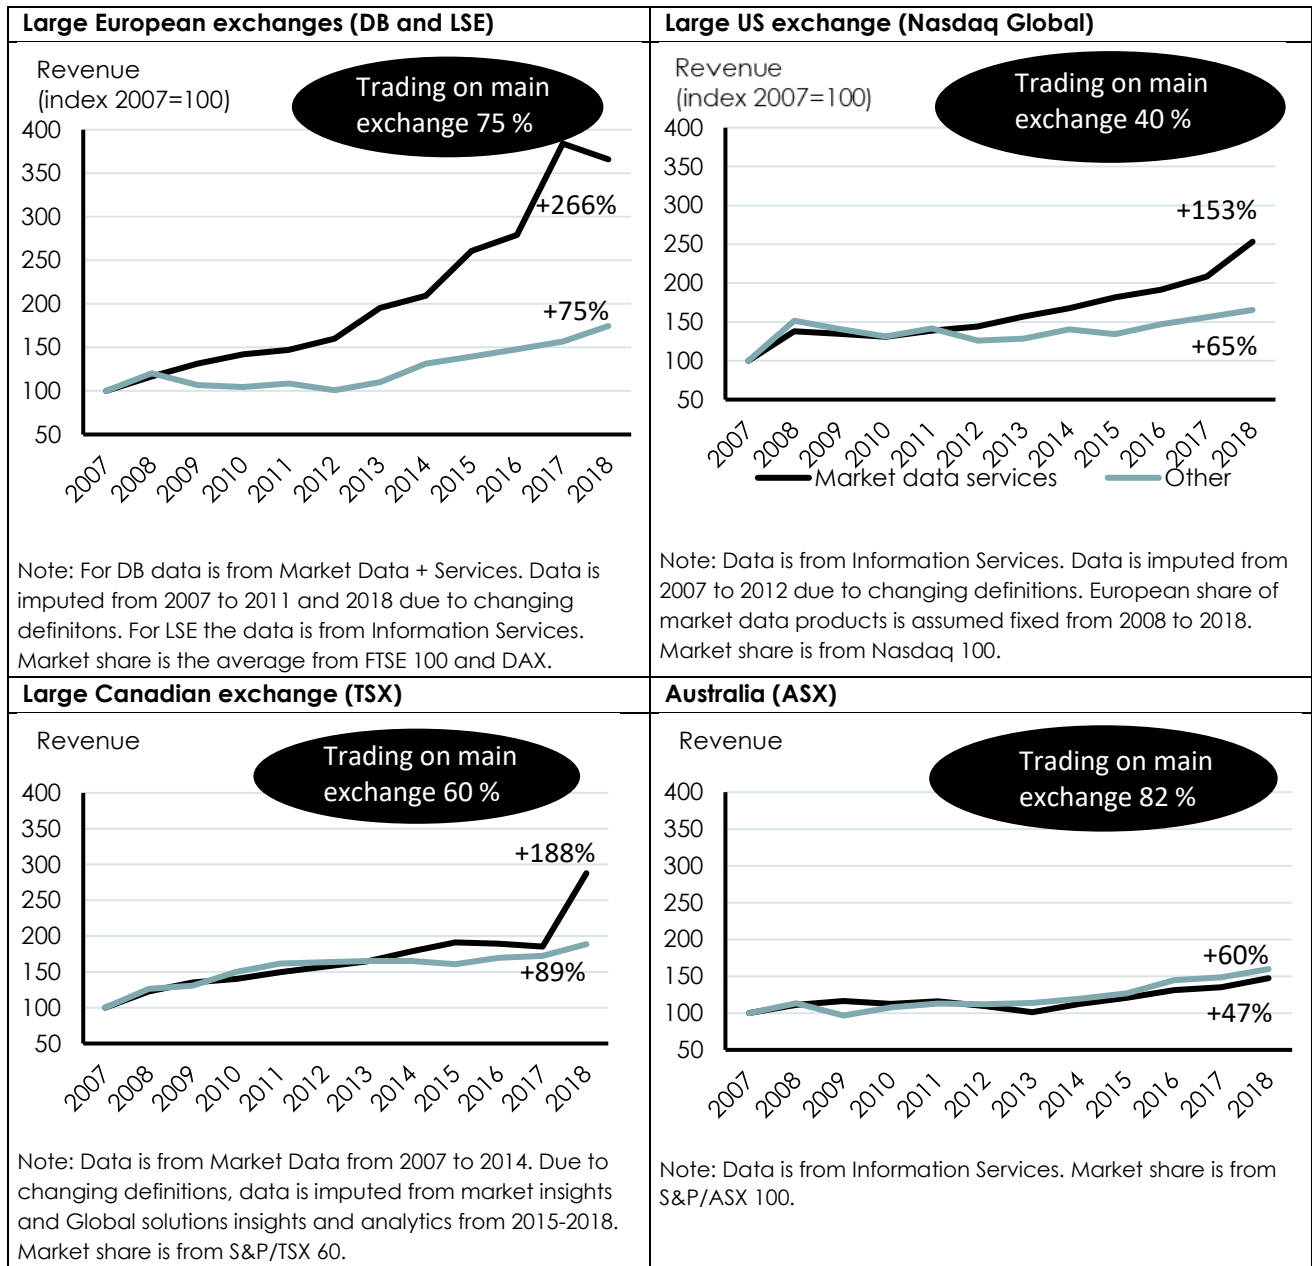 Large European exchanges (DB and LSE)
Revenue
(index 2007=100)
Trading on main
exchange 75 %
400
350
300
250
200
150
100
50
+266%
+75%
2007
2008
2009
2010
2011
2012
2013
2014
2015
2016
2017
2018
Note: For DB data is from Market Data + Services. Data is
imputed from 2007 to 2011 and 2018 due to changing
definitons. For LSE the data is from Information Services.
Market share is the average from FTSE 100 and DAX.
Large US exchange (Nasdaq Global)
Revenue
(index 2007=100)
Trading on main
exchange 40 %
400
350
300
250
200
150
100
50
+153%
+65%
2007
2008
2009
2010
2011
2012
2013
2014
2015
2016
2017
2018
Market data services
Other
Note: Data is from Information Services. Data is imputed from
2007 to 2012 due to changing definitions. European share of
market data products is assumed fixed from 2008 to 2018.
Market share is from Nasdaq 100.
Large Canadian exchange (TSX)
Revenue
Trading on main
exchange 60 %
400
350
300
250
200
150
100
50
+188%
+89%
2007
2008
2009
2010
2011
2012
2013
2014
2015
2016
2017
2018
Note: Data is from Market Data from 2007 to 2014. Due to
changing definitions, data is imputed from market insights
and Global solutions insights and analytics from 2015-2018.
Market share is from S&P/TSX 60.
Australia (ASX)
Revenue
Trading on main
exchange 82 %
400
350
300
250
200
150
100
50
+60%
+47%
2007
2008
2009
2010
2011
2012
2013
2014
2015
2016
2017
2018
Note: Data is from Information Services. Market share is from
S&P/ASX 100.